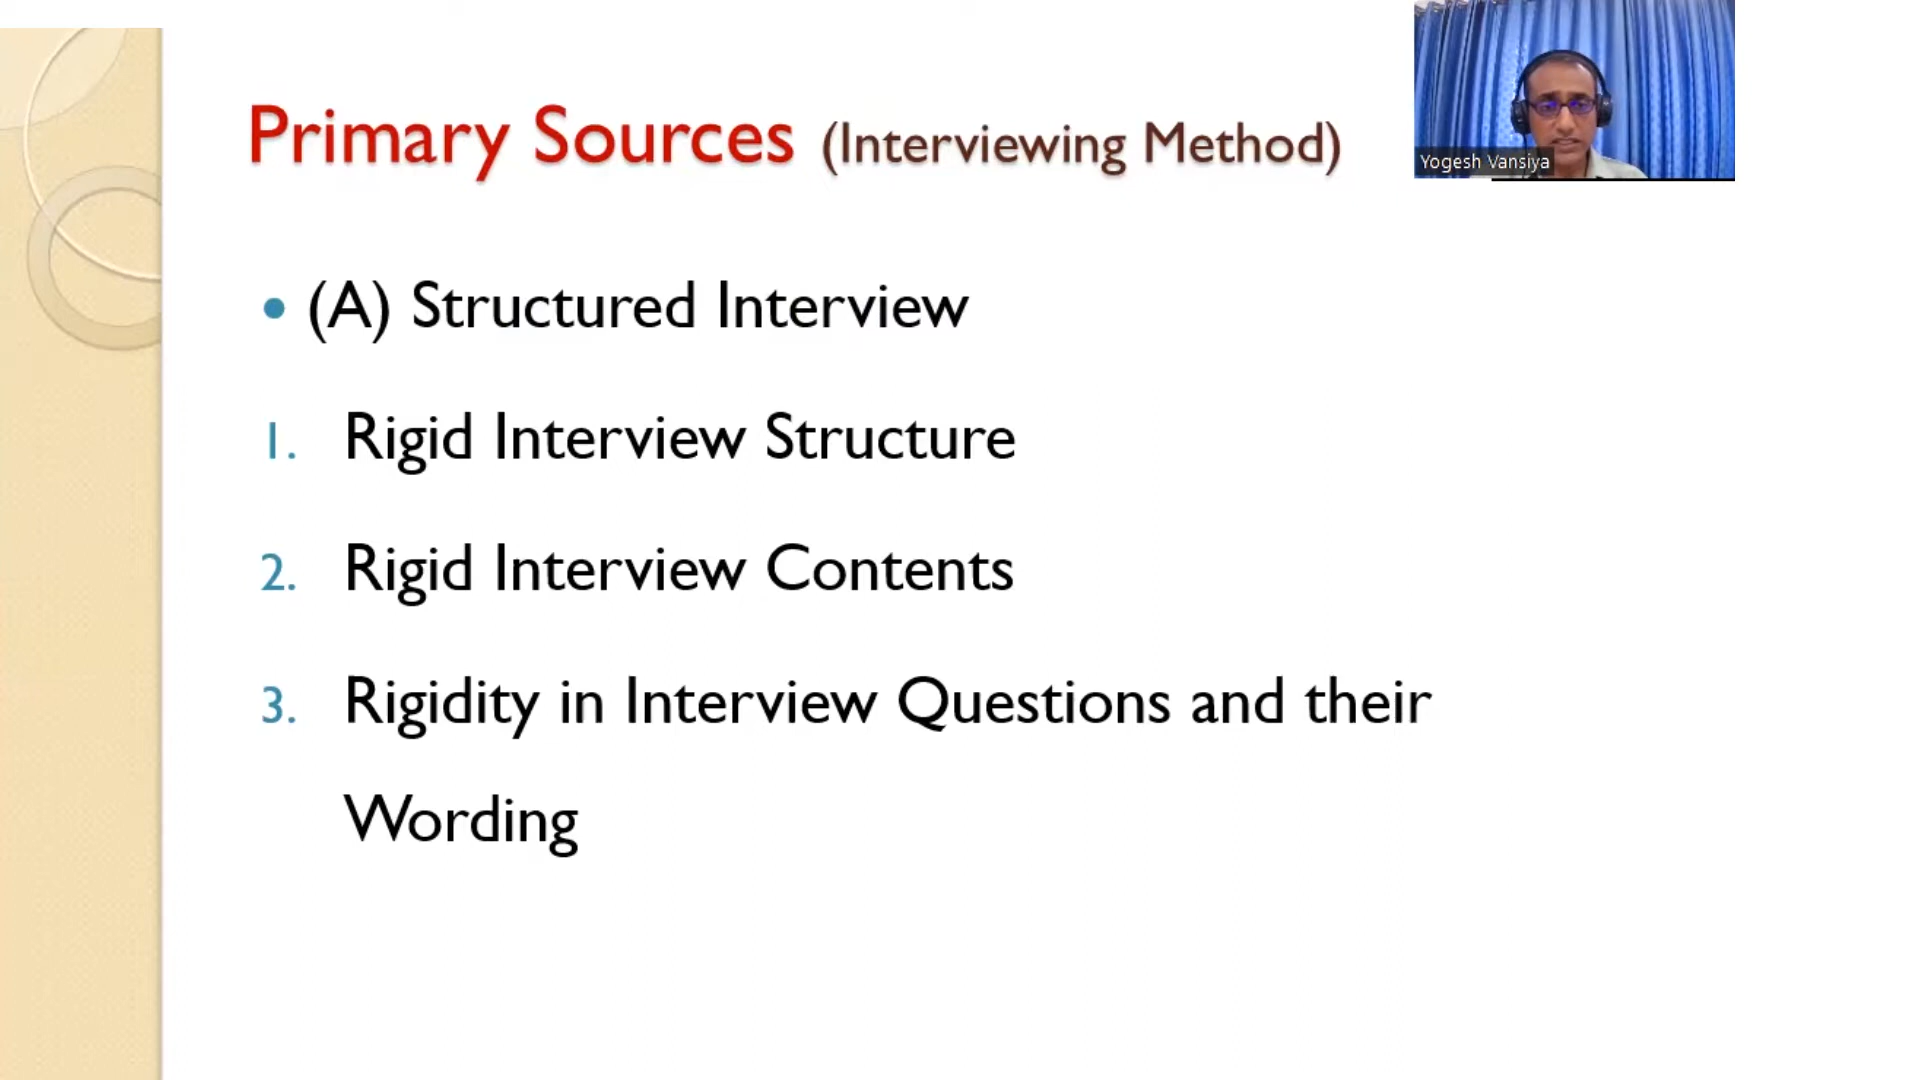 Primary Sources (Interviewing Method)
Yogesh Vansiya
• (A) Structured Interview
1. Rigid Interview Structure
2. Rigid Interview Contents
3. Rigidity in Interview Questions and their
Wording